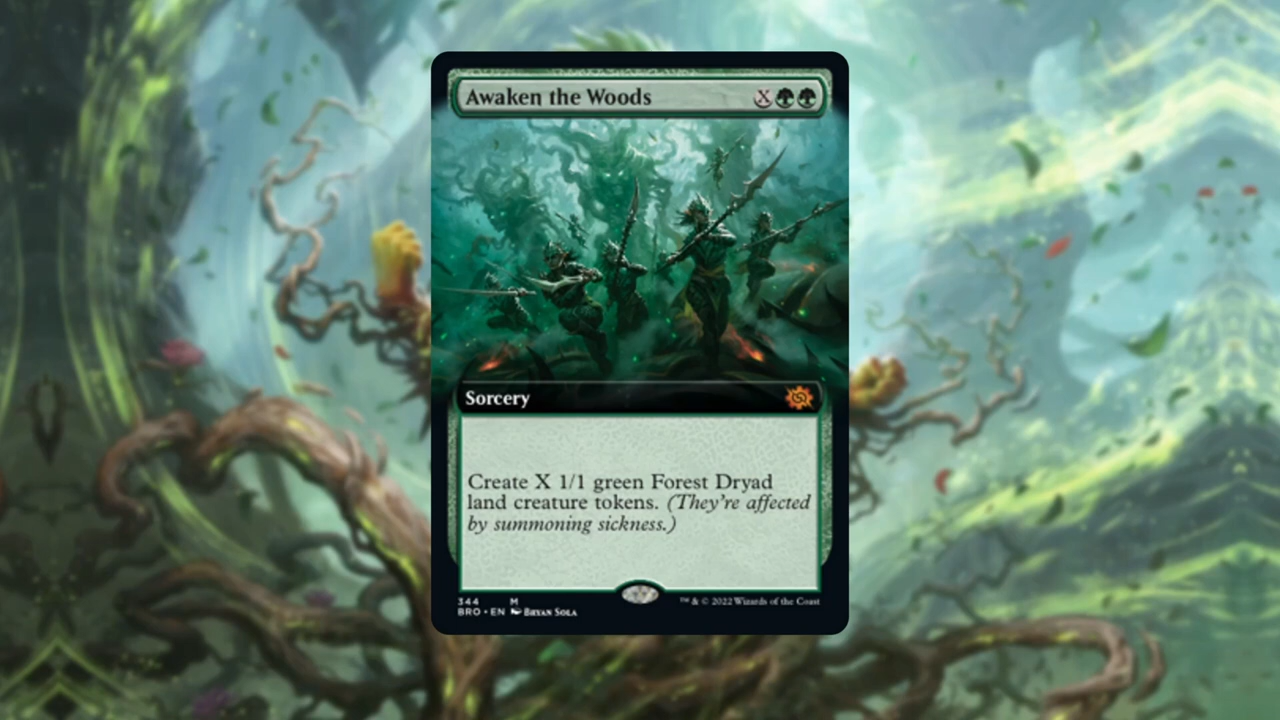 Awaken the Woods X
Sorcery
Create X 1/1 green Forest Dryad
land creature tokens. (They're affected
by summoning sickness.)
344 M
BRO • EN BRYAN SOLA
™ & © 2022 Wizards of the Coast